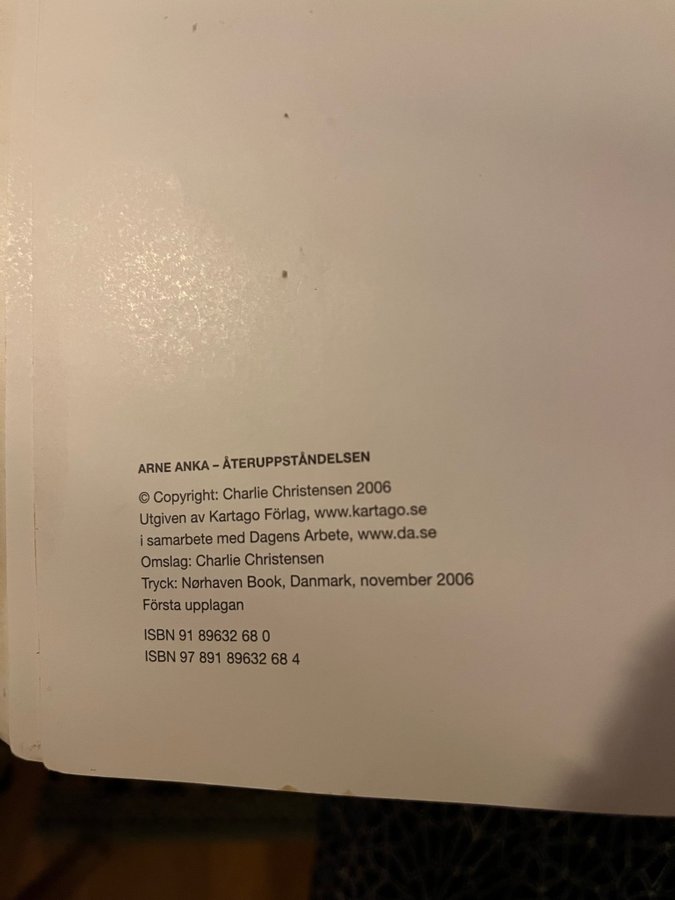 ARNE ANKA – ÅTERUPPSTÅNDELSEN
© Copyright: Charlie Christensen 2006
Utgiven av Kartago Förlag, www.kartago.se
i samarbete med Dagens Arbete, www.da.se
Omslag: Charlie Christensen
Tryck: Nørhaven Book, Danmark, november 2006
Första upplagan
ISBN 91 89632 68 0
ISBN 97 891 89632 68 4